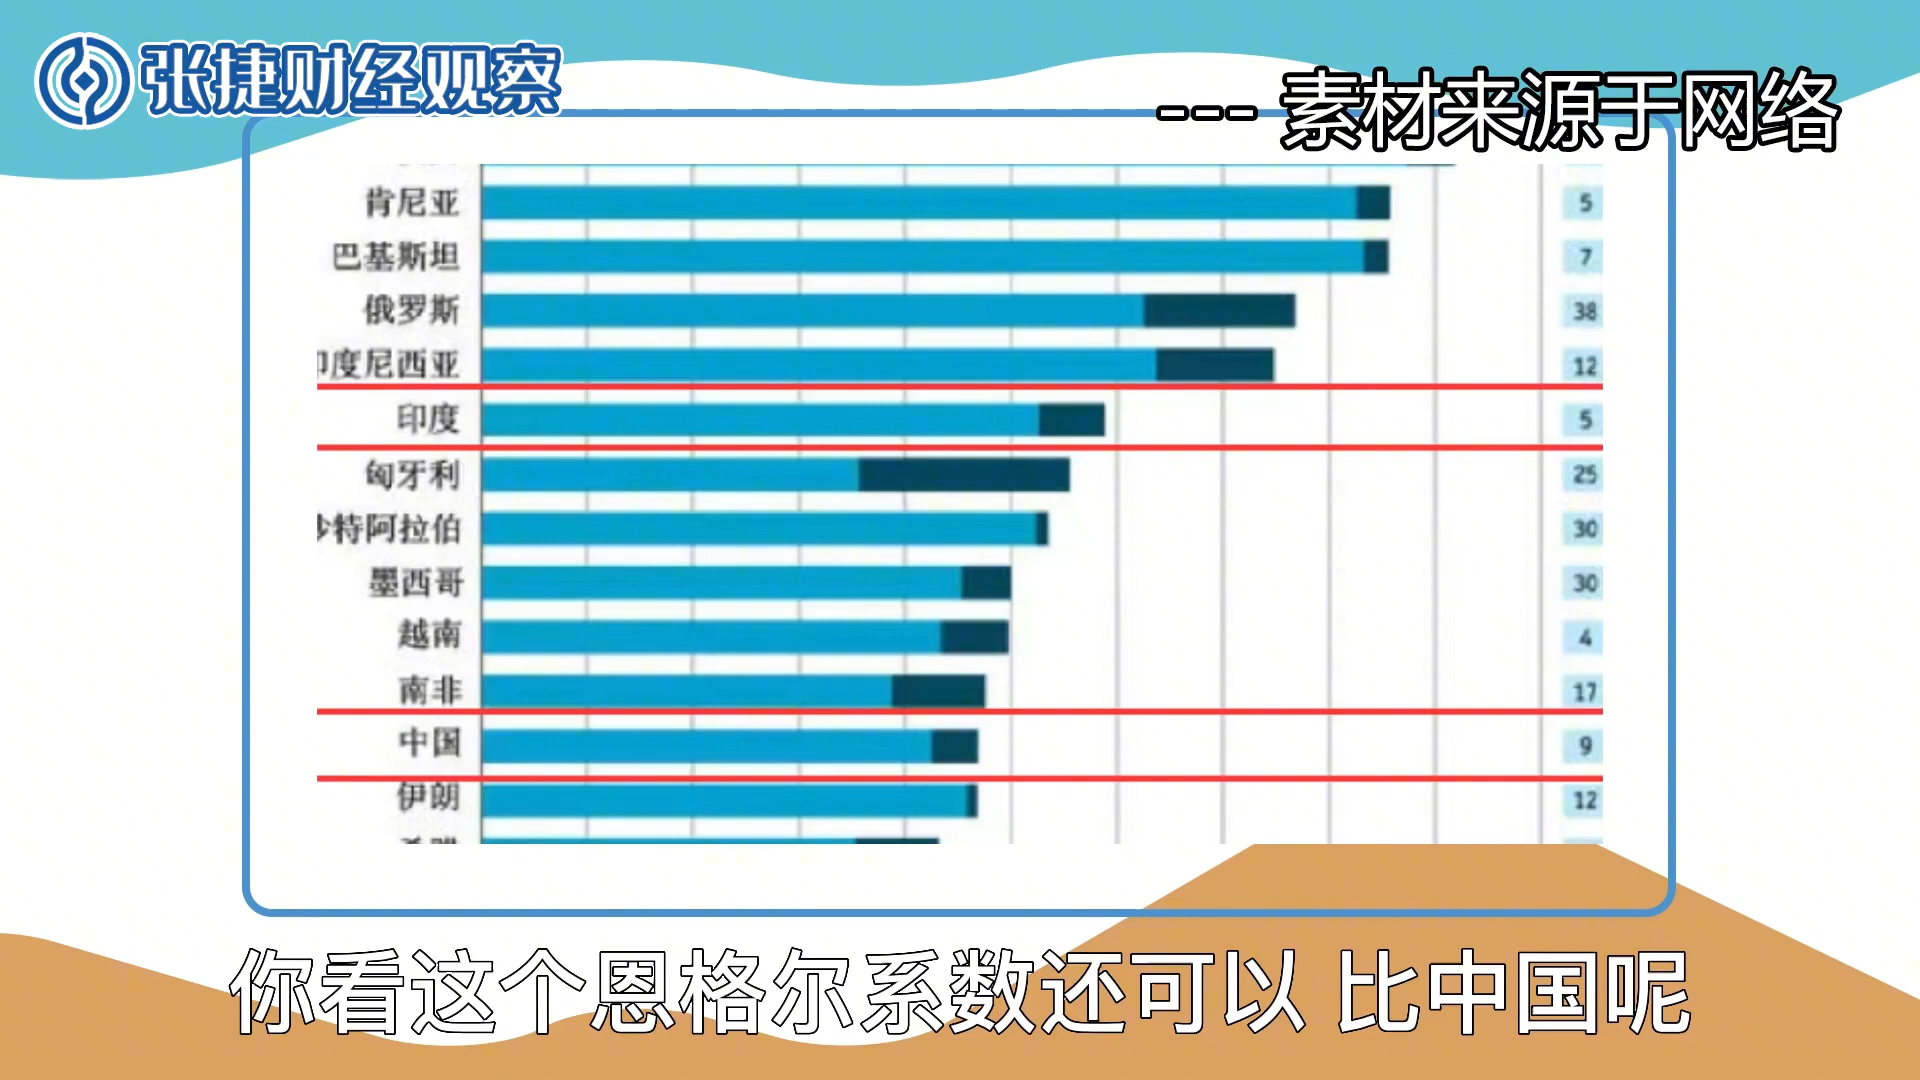 张捷财经观察
--- 素材来源于网络
肯尼亚 5
巴基斯坦 7
俄罗斯 38
印度尼西亚 12
印度 5
匈牙利 25
沙特阿拉伯 30
墨西哥 30
越南 4
南非 17
中国 9
伊朗 12
你看这个恩格尔系数还可以 比中国呢